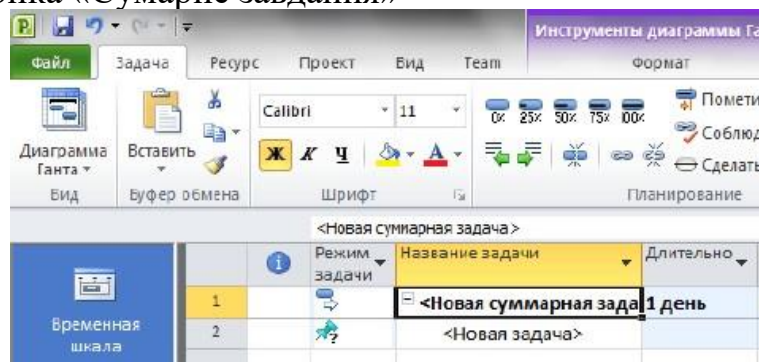 «Сумарне завдання»
Инструменты диаграммы Га
Файл Задача Ресурс Проект Вид Team Формат
Calibri 11 0% 25% 50% 75% 100% Помети
Соблюд
Диаграмма Ганта Вставить Ж К Ч А Сделать
Вид Буфер обмена Шрифт Планирование
<Новая суммарная задача>
Режим задачи Название задачи Длительно
1 <Новая суммарная зада 1 день
2 <Новая задача>
Временная шкала